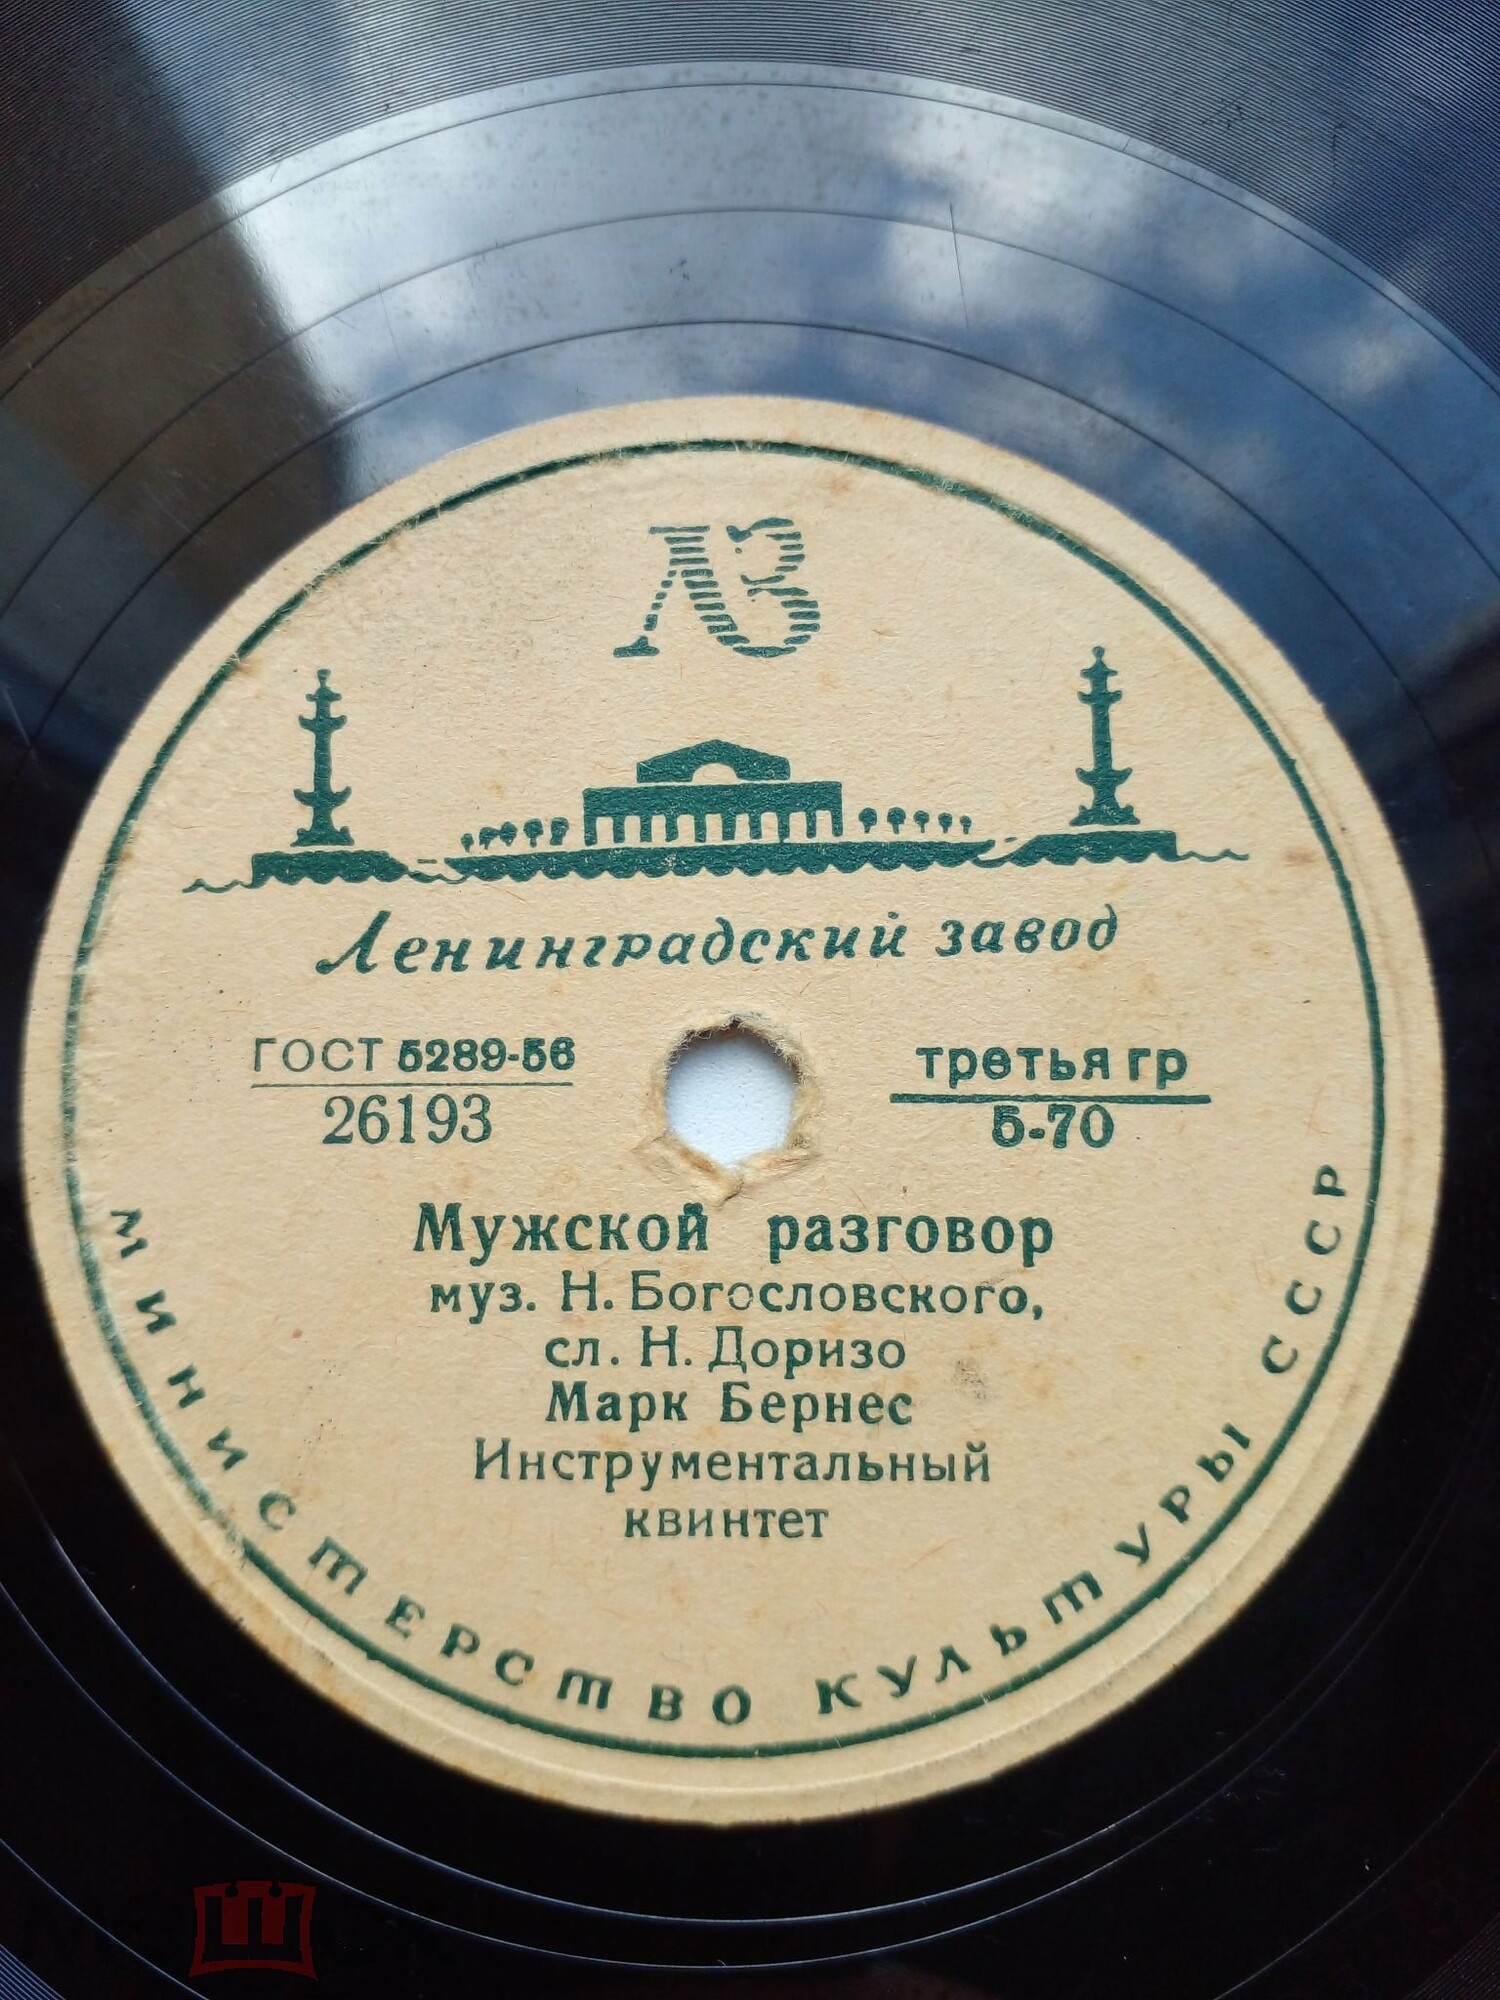 ЛЗ
Ленинградский завод
ГОСТ 5289-56
26193
третья гр
5-70
Мужской разговор
муз. Н. Богословского,
сл. Н. Доризо
Марк Бернес
Инструментальный
квинтет
МИНИСТЕРСТВО КУЛЬТУРЫ СССР